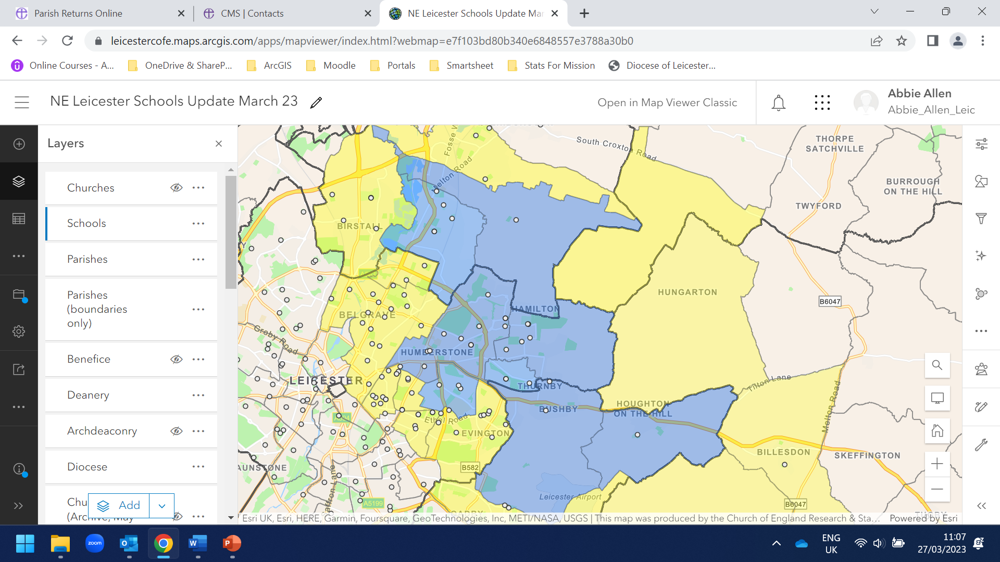 Parish Returns Online
CMS | Contacts
NE Leicester Schools Update Mar
leicestercofe.maps.arcgis.com/apps/mapviewer/index.html?webmap=e7f103bd80b340e6848557e3788a30b0
Online Courses - A...
OneDrive & ShareP...
ArcGIS
Moodle
Portals
Smartsheet
Stats For Mission
Diocese of Leicester...
NE Leicester Schools Update March 23
Open in Map Viewer Classic
Abbie Allen
Abbie_Allen_Leic
Layers
Churches
Schools
Parishes
Parishes
(boundaries
only)
Benefice
Deanery
Archdeaconry
Diocese
Chu
(Archive, May
Add
South Croxton Road
Fosse W
Melton Road
THORPE
SATCHVILLE
BURROUGH
ON THE HILL
TWYFORD
BIRSTALL
HUNGARTON
B6047
HAMILTON
BELGRAVE
Groby Road
HUMBERSTONE
LEICESTER
THURNBY
BUSHBY
HOUGHTON
ON THE HILL
Tilton Lane
Melton Road
Ethel Road
EVINGTON
BILLESDON
SKEFFINGTON
AUNSTONE
B582
Saffron Lane
Leicester Airport
A5199
B6047
OADBY
TUGBY
Esri UK, Esri, HERE, Garmin, Foursquare, GeoTechnologies, Inc, METI/NASA, USGS | This map was produced by the Church of England Research & Sta...
Powered by Esri
zoom
ENG
UK
11:07
27/03/2023